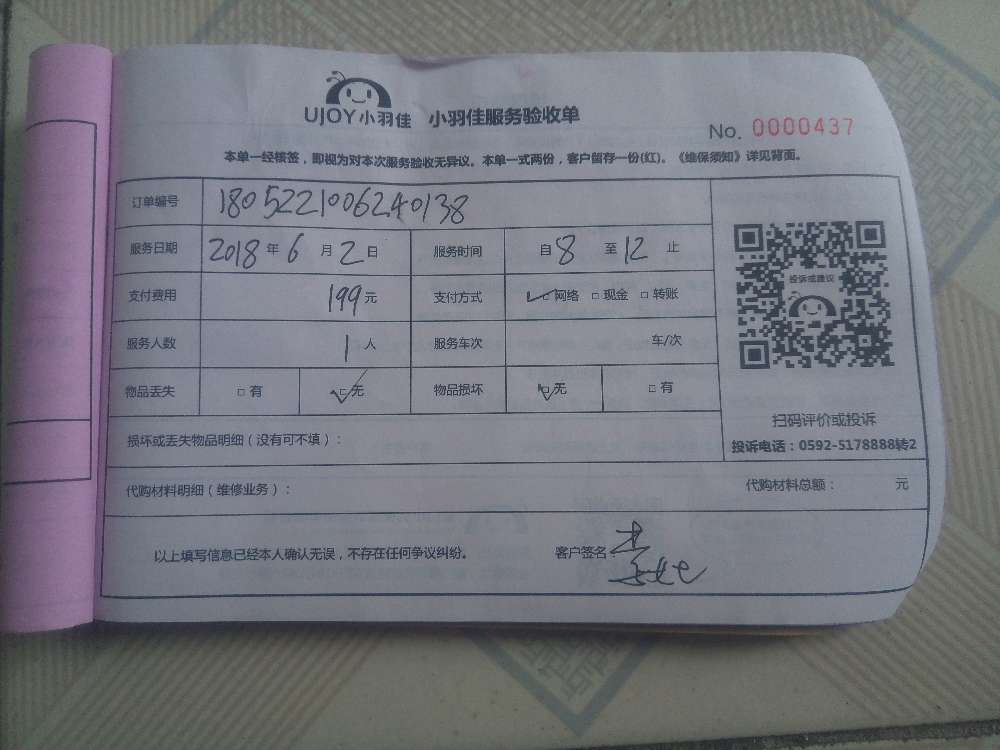 UJOY小羽佳 小羽佳服务验收单
No. 0000437
本单一经核签，即视为对本次服务验收无异议。本单一式两份，客户留存一份(红)。《维保须知》详见背面。
订单编号 180522100624​0138
服务日期 2018年6月2日 服务时间 自8至12止
支付费用 199元 支付方式 ✓□网络 □现金 □转账
服务人数 1人 服务车次 车/次
物品丢失 □有 ☑无 物品损坏 ☑无 □有
投诉或建议
扫码评价或投诉
投诉电话：0592-5178888转2
损坏或丢失物品明细（没有可不填）：
代购材料明细（维修业务）： 代购材料总额： 元
以上填写信息已经本人确认无误，不存在任何争议纠纷。 客户签名